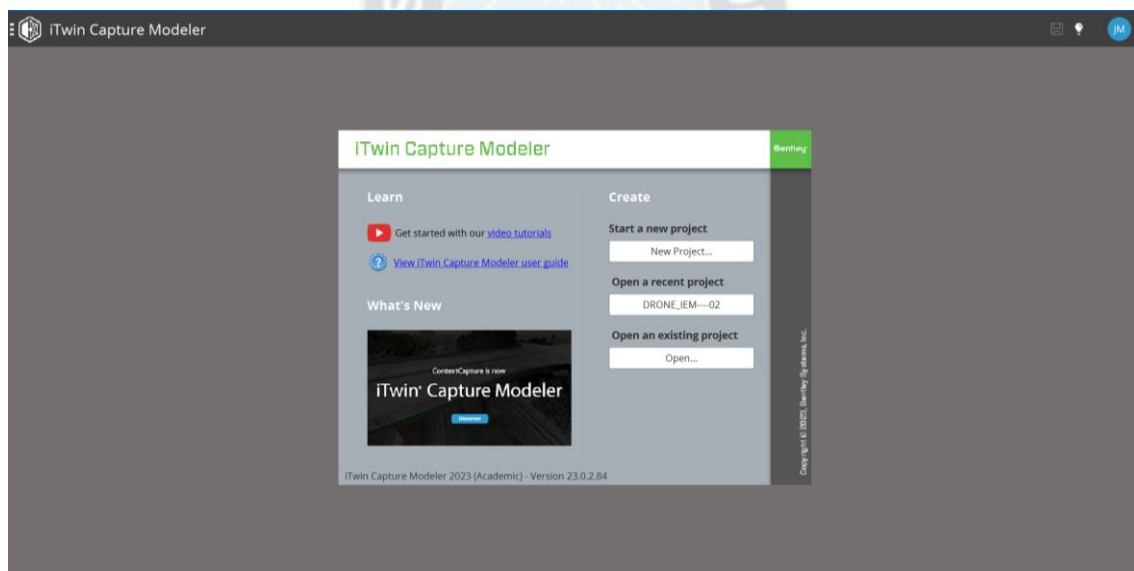 iTwin Capture Modeler
JM
iTwin Capture Modeler
Bentley
Learn
Get started with our video tutorials
View iTwin Capture Modeler user guide
What's New
ContextCapture is now
iTwin® Capture Modeler
Discover
Create
Start a new project
New Project...
Open a recent project
DRONE_IEM----02
Open an existing project
Open...
Copyright © 2023, Bentley Systems, Inc.
iTwin Capture Modeler 2023 (Academic) - Version 23.0.2.84